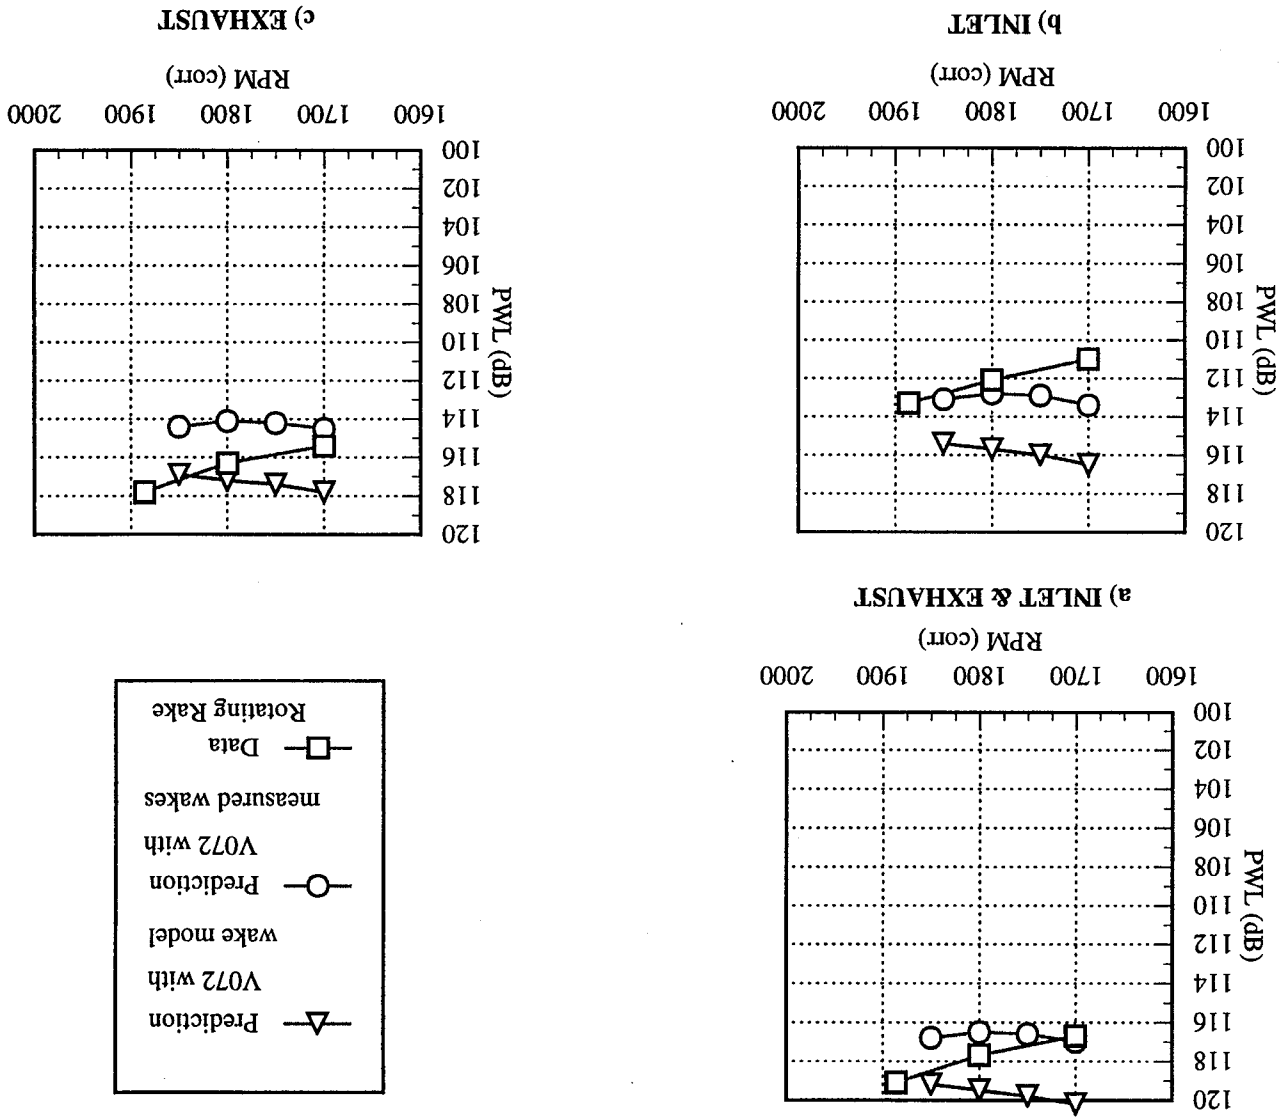 PWL (dB)
120
118
116
114
112
110
108
106
104
102
100
1600 1700 1800 1900 2000
RPM (corr)
a) INLET & EXHAUST
Prediction
V072 with
wake model
Prediction
V072 with
measured wakes
Data
Rotating Rake
PWL (dB)
120
118
116
114
112
110
108
106
104
102
100
1600 1700 1800 1900 2000
RPM (corr)
b) INLET
PWL (dB)
120
118
116
114
112
110
108
106
104
102
100
1600 1700 1800 1900 2000
RPM (corr)
c) EXHAUST